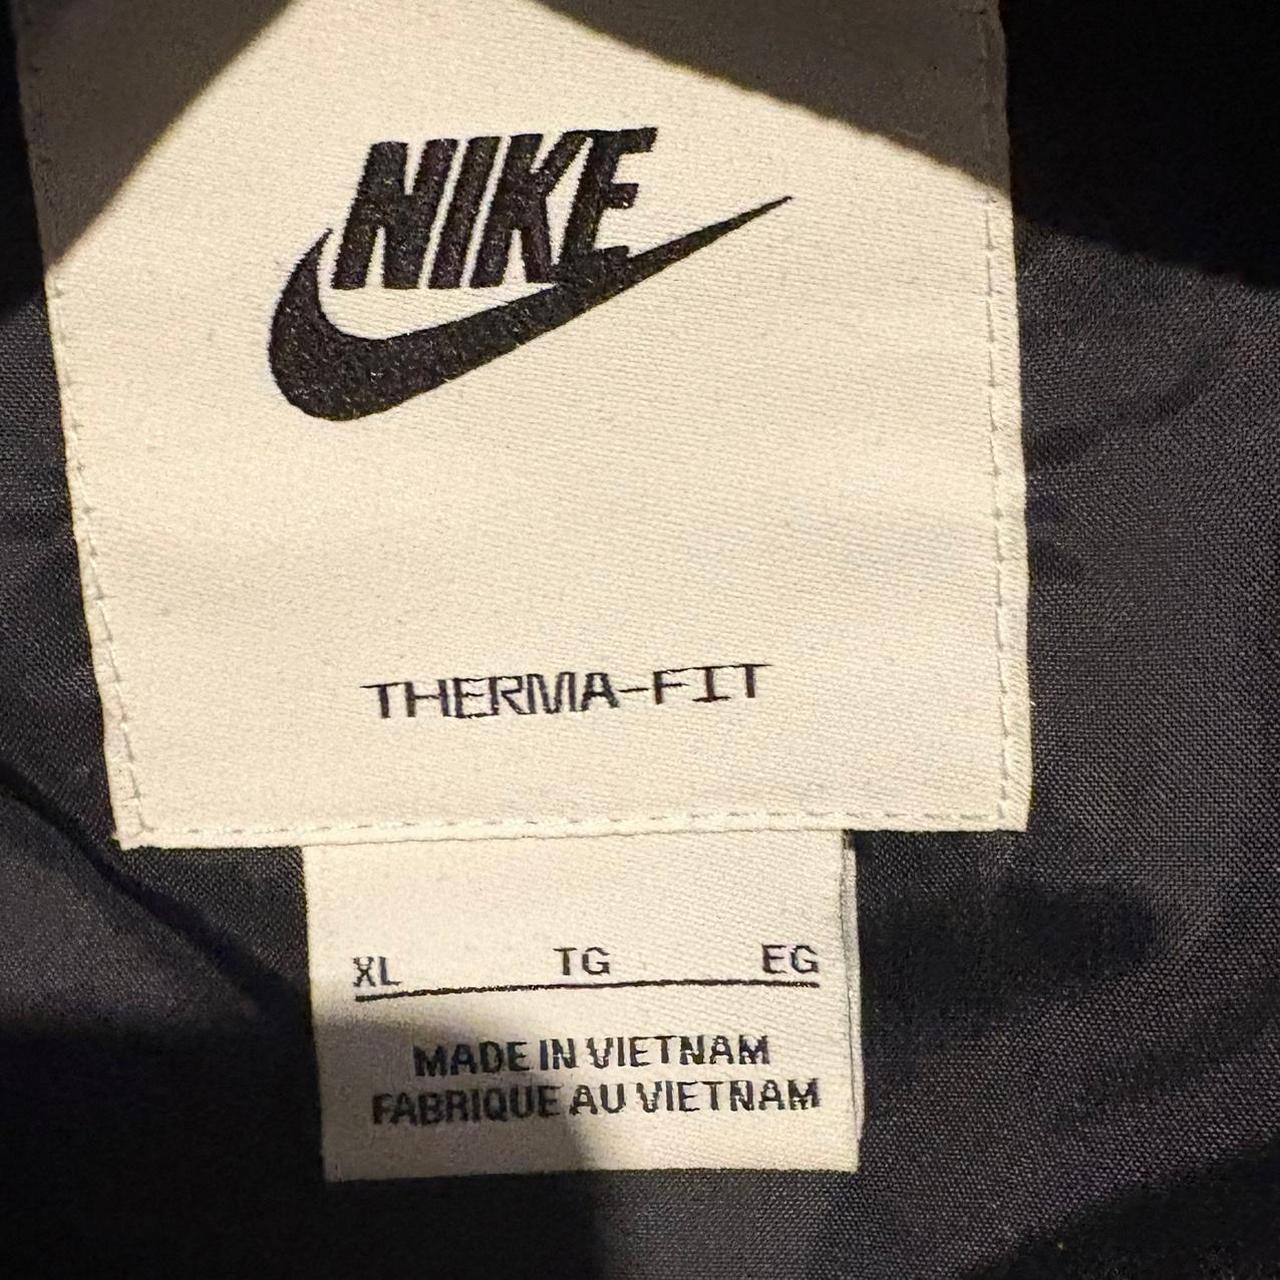 NIKE
THERMA-FIT
XL TG EG
MADE IN VIETNAM
FABRIQUE AU VIETNAM